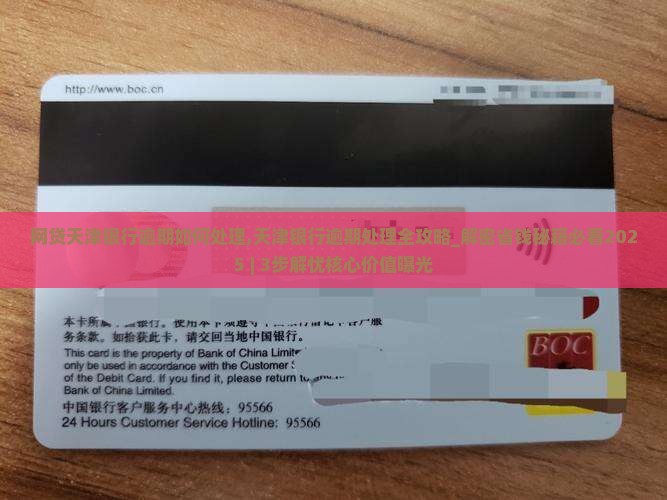 http://www.boc.cn
网贷天津银行逾期如何处理,天津银行逾期处理全攻略_解密省钱秘籍必看202
5 | 3步解忧核心价值曝光
本卡所属中国银行。使用本卡须遵守
务条款。如拾获此卡，请交回当地中国银行。
This card is the property of Bank of China Limited
only be used in accordance with the Customer
of the Debit Card. If you find it, please return to
Bank of China Limited.
BOC
中国银行客户服务中心热线：95566
24 Hours Customer Service Hotline: 95566